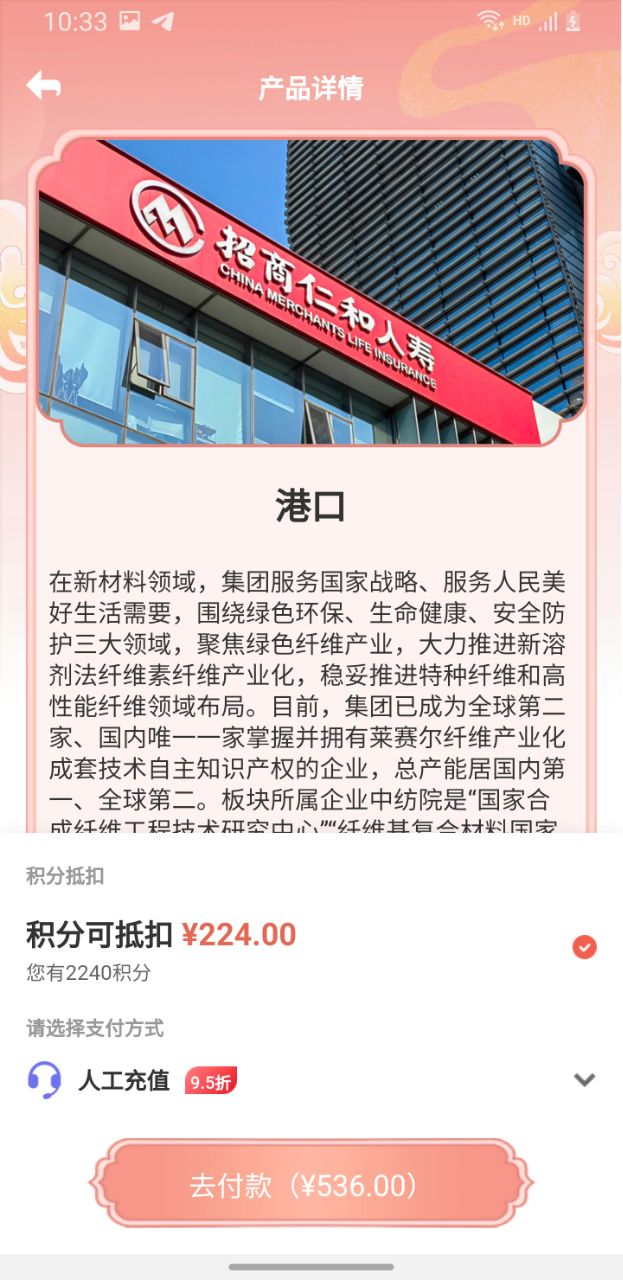 10:33
HD
产品详情
招商仁和人寿
CHINA MERCHANTS LIFE INSURANCE
港口
在新材料领域，集团服务国家战略、服务人民美
好生活需要，围绕绿色环保、生命健康、安全防
护三大领域，聚焦绿色纤维产业，大力推进新溶
剂法纤维素纤维产业化，稳妥推进特种纤维和高
性能纤维领域布局。目前，集团已成为全球第二
家、国内唯一一家掌握并拥有莱赛尔纤维产业化
成套技术自主知识产权的企业，总产能居国内第
一、全球第二。板块所属企业中纺院是“国家合
成纤维工程技术研究中心”“纤维基复合材料国家
积分抵扣
积分可抵扣 ¥224.00
您有2240积分
请选择支付方式
人工充值 9.5折
去付款（¥536.00）